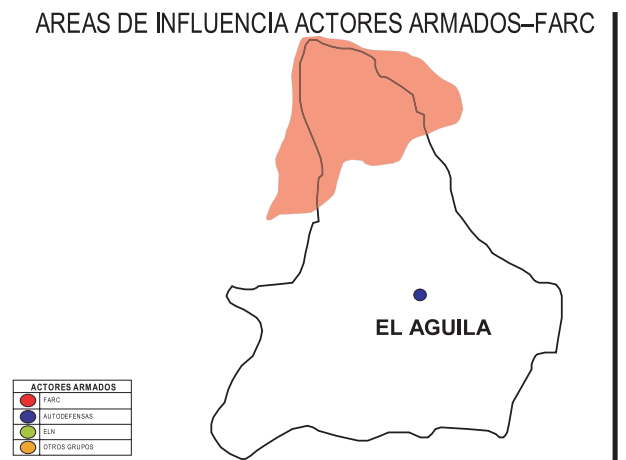 AREAS DE INFLUENCIA ACTORES ARMADOS–FARC
EL AGUILA
ACTORES ARMADOS
FARC
AUTODEFENSAS
ELN
OTROS GRUPOS